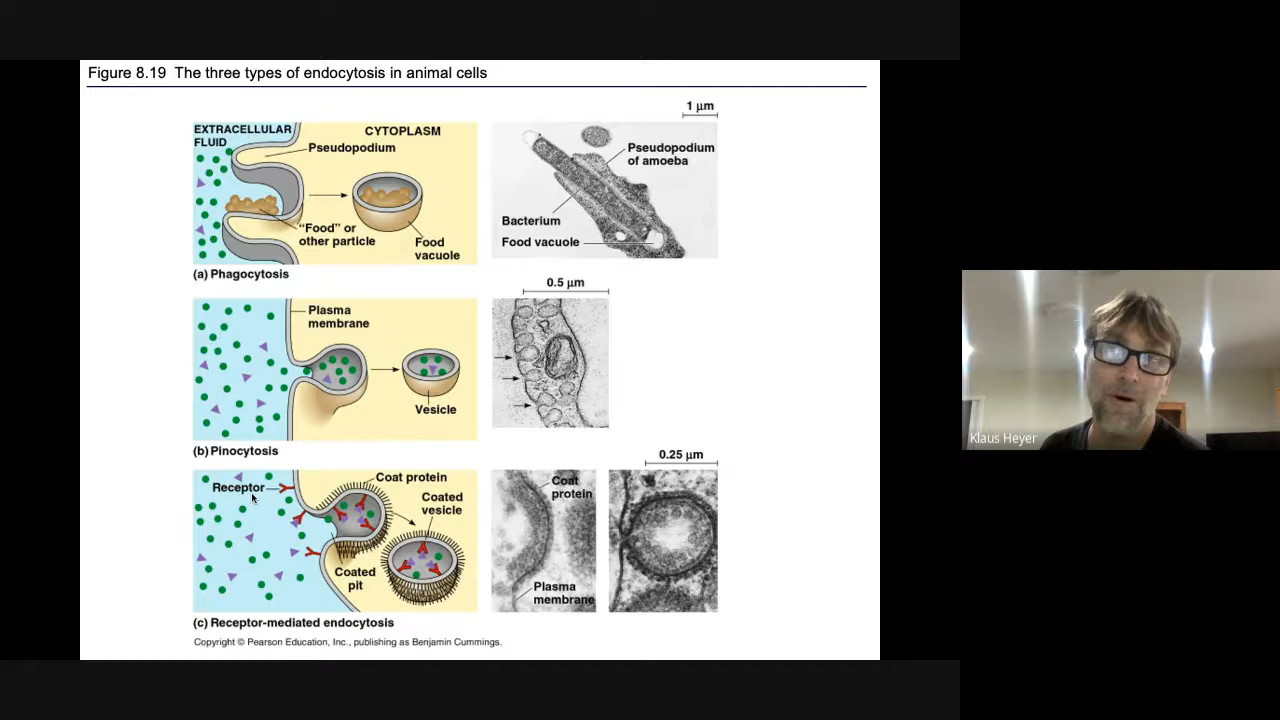 Figure 8.19 The three types of endocytosis in animal cells
1 μm
EXTRACELLULAR
FLUID
CYTOPLASM
Pseudopodium
"Food" or
other particle
Food
vacuole
Pseudopodium
of amoeba
Bacterium
Food vacuole
(a) Phagocytosis
0.5 μm
Plasma
membrane
Vesicle
(b) Pinocytosis
0.25 μm
Receptor
Coat protein
Coated
vesicle
Coated
pit
Coat
protein
Plasma
membrane
(c) Receptor-mediated endocytosis
Copyright © Pearson Education, Inc., publishing as Benjamin Cummings.
Klaus Heyer